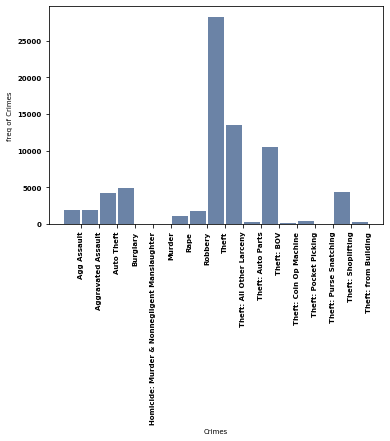 freq of Crimes
25000
20000
15000
10000
5000
0
Agg Assault
Aggravated Assault
Auto Theft
Burglary
Homicide: Murder & Nonnegligent Manslaughter
Murder
Rape
Robbery
Theft
Theft: All Other Larceny
Theft: Auto Parts
Theft: BOV
Theft: Coin Op Machine
Theft: Pocket Picking
Theft: Purse Snatching
Theft: Shoplifting
Theft: from Building
Crimes